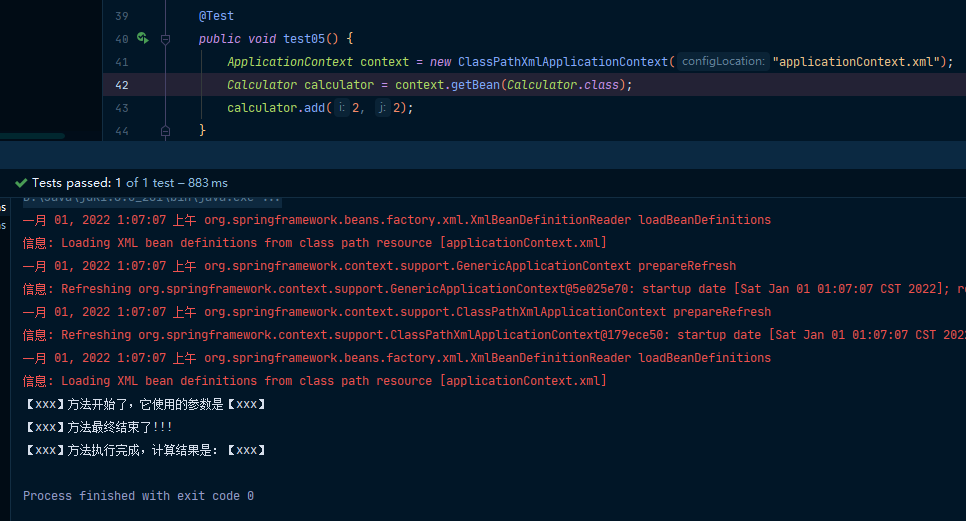 39 @Test
40 public void test05() {
41 ApplicationContext context = new ClassPathXmlApplicationContext( configLocation: "applicationContext.xml");
42 Calculator calculator = context.getBean(Calculator.class);
43 calculator.add( i: 2, j: 2);
44 }
Tests passed: 1 of 1 test – 883 ms
一月 01, 2022 1:07:07 上午 org.springframework.beans.factory.xml.XmlBeanDefinitionReader loadBeanDefinitions
信息: Loading XML bean definitions from class path resource [applicationContext.xml]
一月 01, 2022 1:07:07 上午 org.springframework.context.support.GenericApplicationContext prepareRefresh
信息: Refreshing org.springframework.context.support.GenericApplicationContext@5e025e70: startup date [Sat Jan 01 01:07:07 CST 2022];
一月 01, 2022 1:07:07 上午 org.springframework.context.support.ClassPathXmlApplicationContext prepareRefresh
信息: Refreshing org.springframework.context.support.ClassPathXmlApplicationContext@179ece50: startup date [Sat Jan 01 01:07:07 CST
一月 01, 2022 1:07:07 上午 org.springframework.beans.factory.xml.XmlBeanDefinitionReader loadBeanDefinitions
信息: Loading XML bean definitions from class path resource [applicationContext.xml]
【xxx】方法开始了，它使用的参数是【xxx】
【xxx】方法最终结束了!!!
【xxx】方法执行完成，计算结果是：【xxx】
Process finished with exit code 0